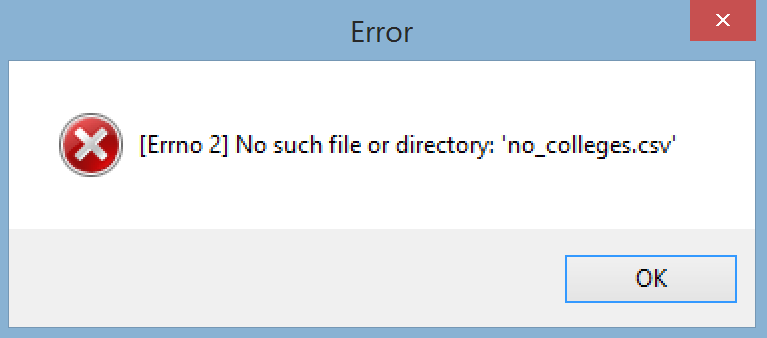 Error
[Errno 2] No such file or directory: 'no_colleges.csv'
OK